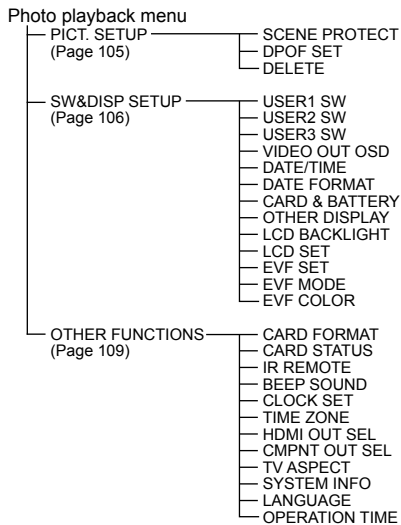 Photo playback menu
PICT. SETUP
(Page 105)
SCENE PROTECT
DPOF SET
DELETE
SW&DISP SETUP
(Page 106)
USER1 SW
USER2 SW
USER3 SW
VIDEO OUT OSD
DATE/TIME
DATE FORMAT
CARD & BATTERY
OTHER DISPLAY
LCD BACKLIGHT
LCD SET
EVF SET
EVF MODE
EVF COLOR
OTHER FUNCTIONS
(Page 109)
CARD FORMAT
CARD STATUS
IR REMOTE
BEEP SOUND
CLOCK SET
TIME ZONE
HDMI OUT SEL
CMPNT OUT SEL
TV ASPECT
SYSTEM INFO
LANGUAGE
OPERATION TIME